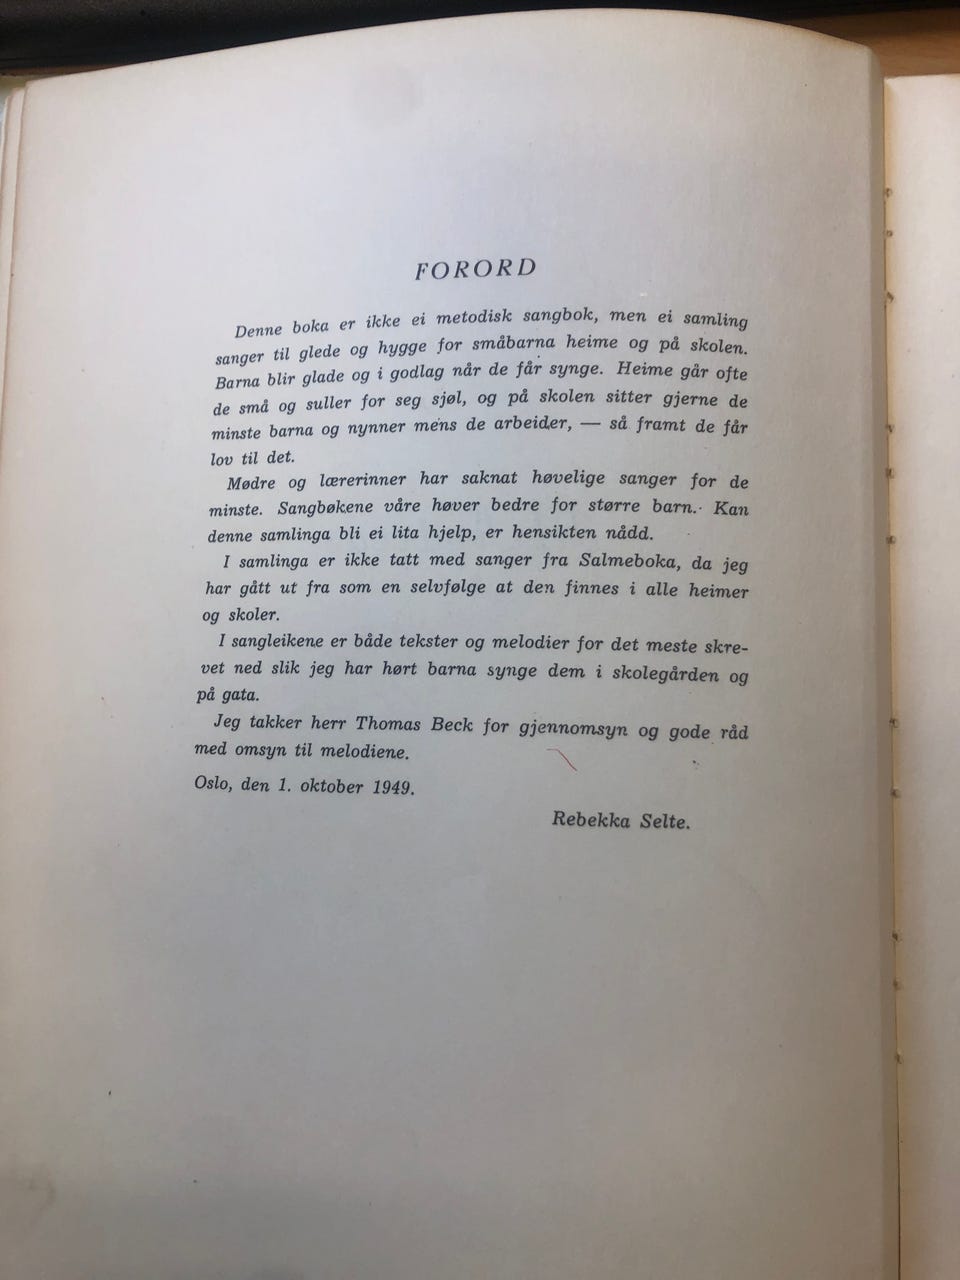 FORORD
Denne boka er ikke ei metodisk sangbok, men ei samling
sanger til glede og hygge for småbarna heime og på skolen.
Barna blir glade og i godlag når de får synge. Heime går ofte
de små og suller for seg sjøl, og på skolen sitter gjerne de
minste barna og nynner mens de arbeider, — så framt de får
lov til det.
Mødre og lærerinner har saknat høvelige sanger for de
minste. Sangbøkene våre høver bedre for større barn. Kan
denne samlinga bli ei lita hjelp, er hensikten nådd.
I samlinga er ikke tatt med sanger fra Salmeboka, da jeg
har gått ut fra som en selvfølge at den finnes i alle heimer
og skoler.
I sangleikene er både tekster og melodier for det meste skre-
vet ned slik jeg har hørt barna synge dem i skolegården og
på gata.
Jeg takker herr Thomas Beck for gjennomsyn og gode råd
med omsyn til melodiene.
Oslo, den 1. oktober 1949.
Rebekka Selte.